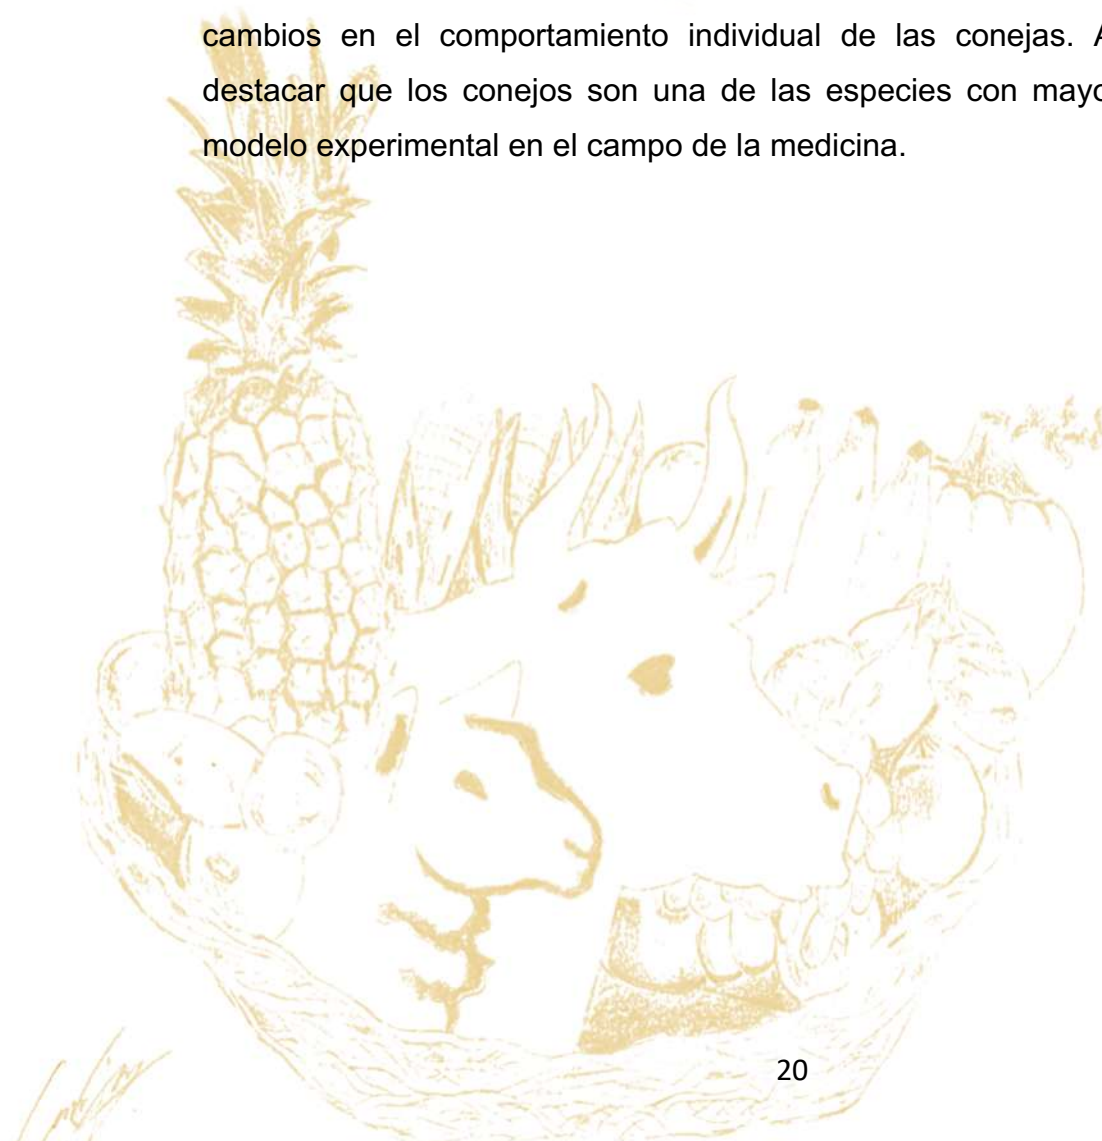 cambios en el comportamiento individual de las conejas.
destacar que los conejos son una de las especies con
modelo experimental en el campo de la medicina.
20